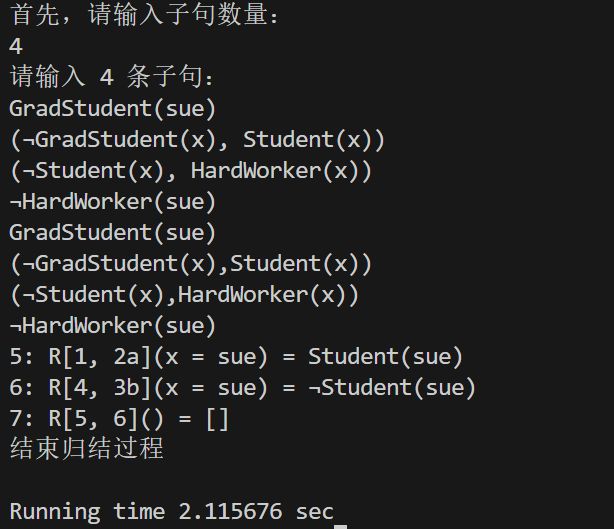 首先，请输入子句数量：
4
请输入 4 条子句：
GradStudent(sue)
(¬GradStudent(x), Student(x))
(¬Student(x), HardWorker(x))
¬HardWorker(sue)
GradStudent(sue)
(¬GradStudent(x),Student(x))
(¬Student(x),HardWorker(x))
¬HardWorker(sue)
5: R[1, 2a](x = sue) = Student(sue)
6: R[4, 3b](x = sue) = ¬Student(sue)
7: R[5, 6]() = []
结束归结过程
Running time 2.115676 sec